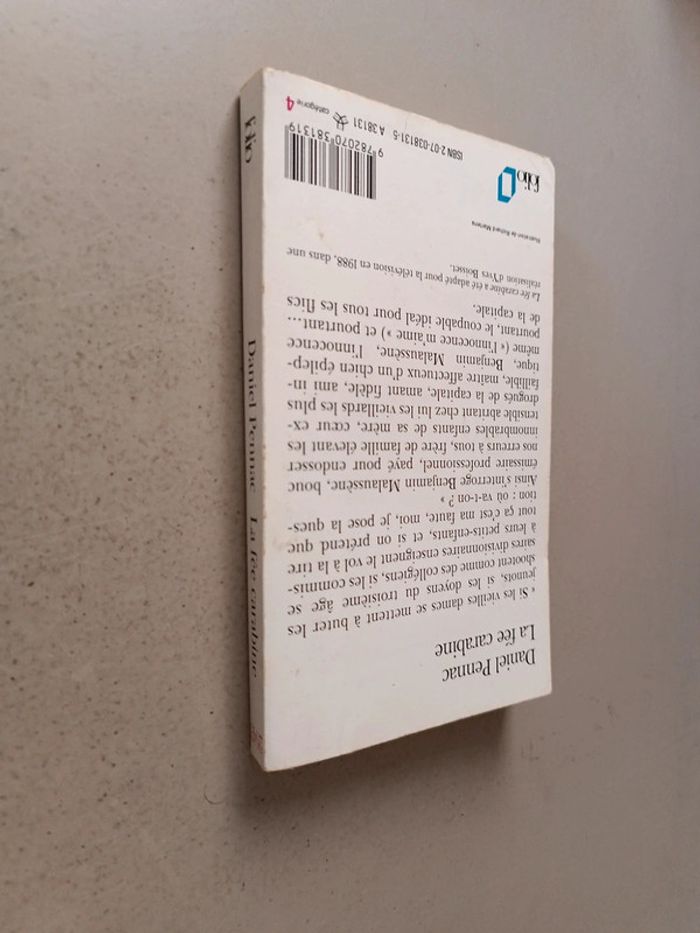 Daniel Pennac
La fée carabine
« Si les vieilles dames se mettent à buter les
jeunots, si les doyens du troisième âge se
shootent comme des collégiens, si les commis-
saires divisionnaires enseignent le vol à la tire
à leurs petits-enfants, et si on prétend que
tout ça c'est ma faute, moi, je pose la ques-
tion : où va-t-on ? »
Ainsi s'interroge Benjamin Malaussène, bouc
émissaire professionnel, payé pour endosser
nos erreurs à tous, frère de famille élevant les
innombrables enfants de sa mère, cœur ex-
tensible abritant chez lui les vieillards les plus
drogués de la capitale, amant fidèle, ami in-
faillible, maître affectueux d'un chien épilep-
tique, Benjamin Malaussène, l'innocence
même (« l'innocence m'aime ») et pourtant...
pourtant, le coupable idéal pour tous les flics
de la capitale.
La fée carabine a été adapté pour la télévision en 1988, dans une
réalisation d'Yves Boisset.
Illustration de Richard Martens
folio
ISBN 2-07-038131-5 A 38131 catégorie 4
9 782070 381319
Daniel Pennac La fée carabine
folio